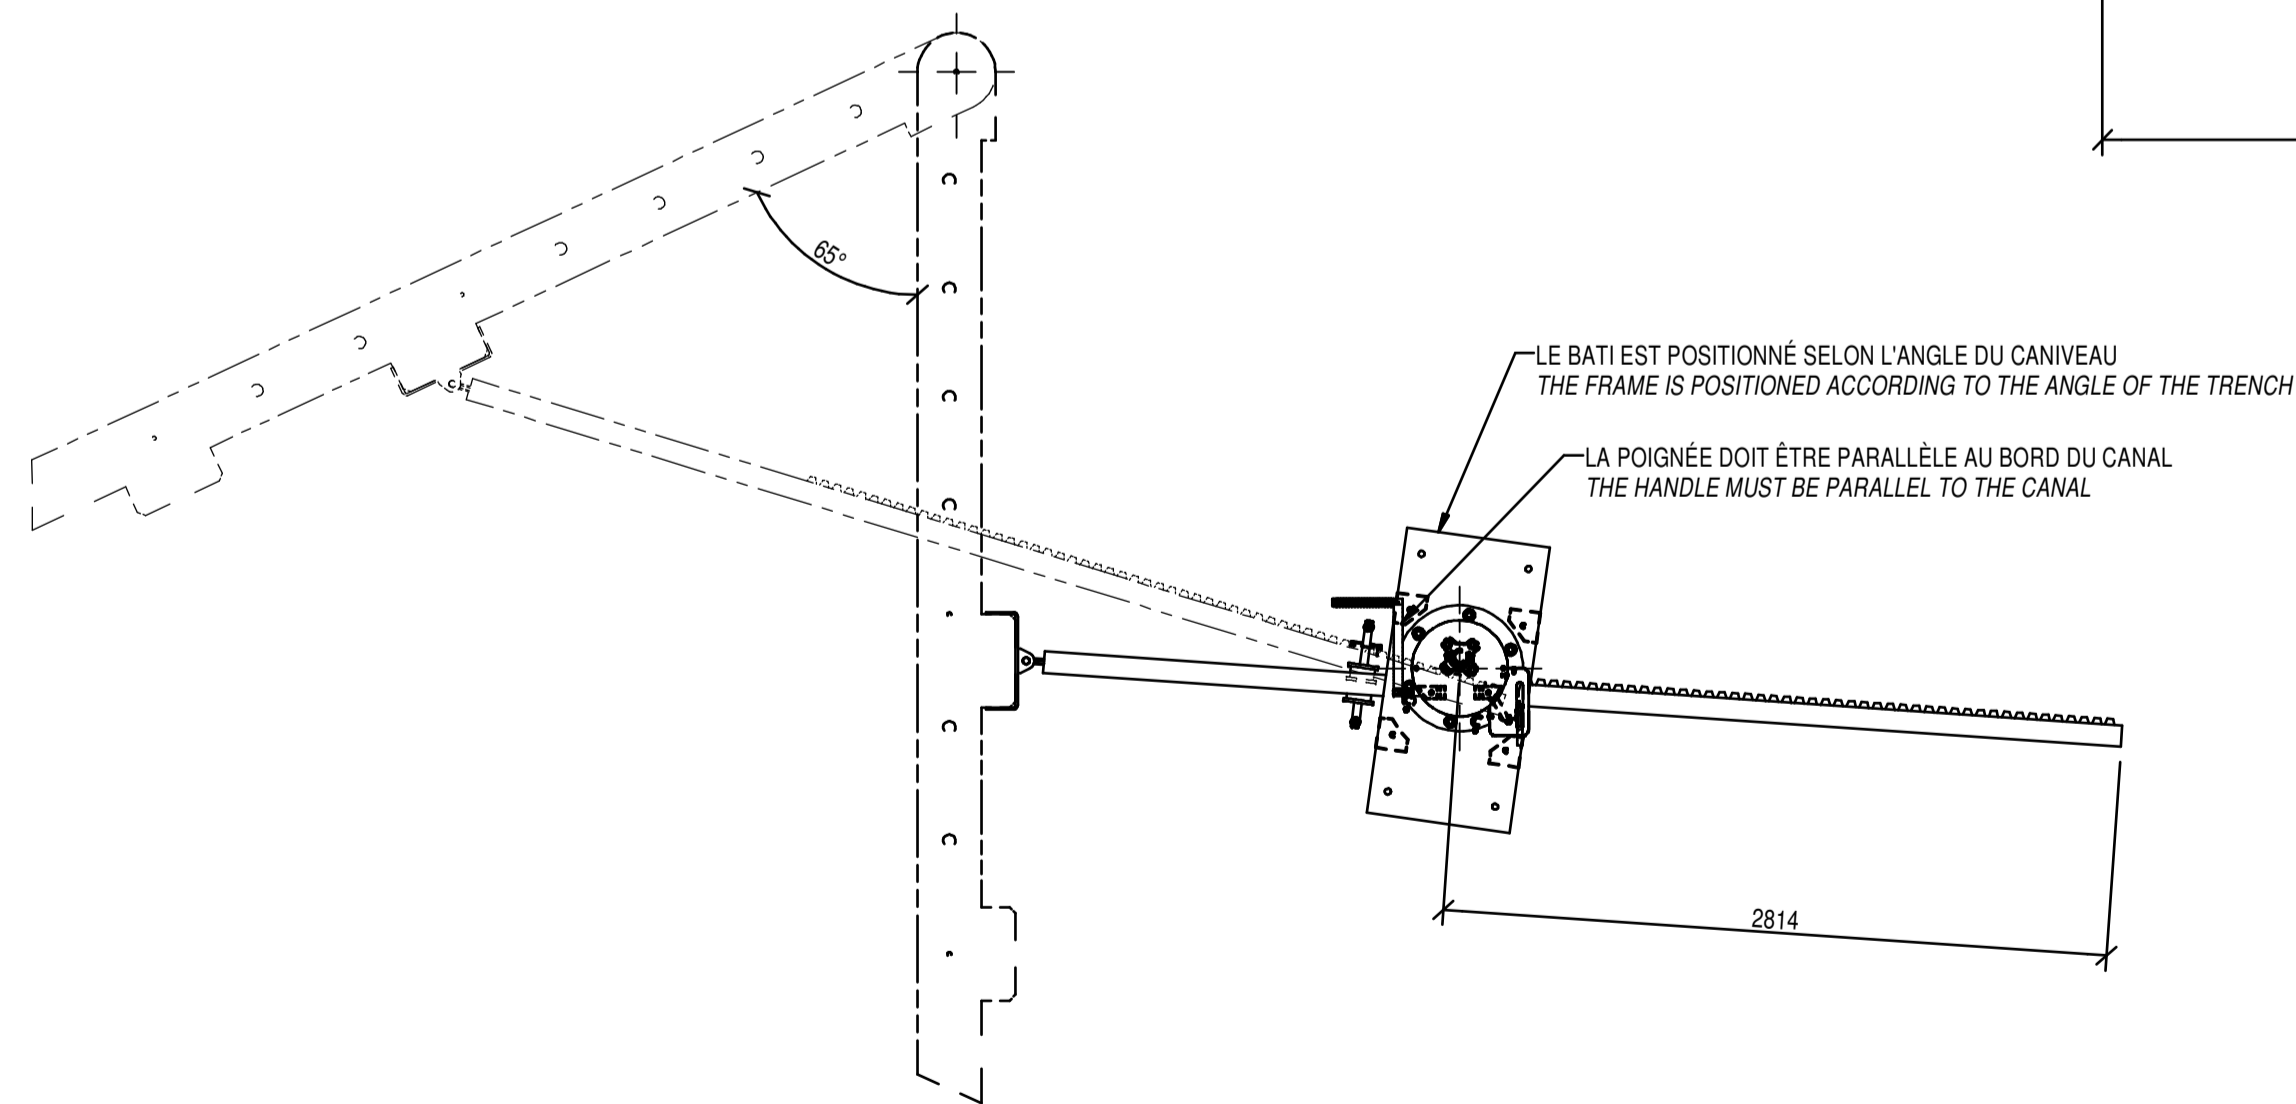 65°
LE BATI EST POSITIONNÉ SELON L'ANGLE DU CANIVEAU
THE FRAME IS POSITIONED ACCORDING TO THE ANGLE OF THE TRENCH
LA POIGNÉE DOIT ÊTRE PARALLÈLE AU BORD DU CANAL
THE HANDLE MUST BE PARALLEL TO THE CANAL
2814